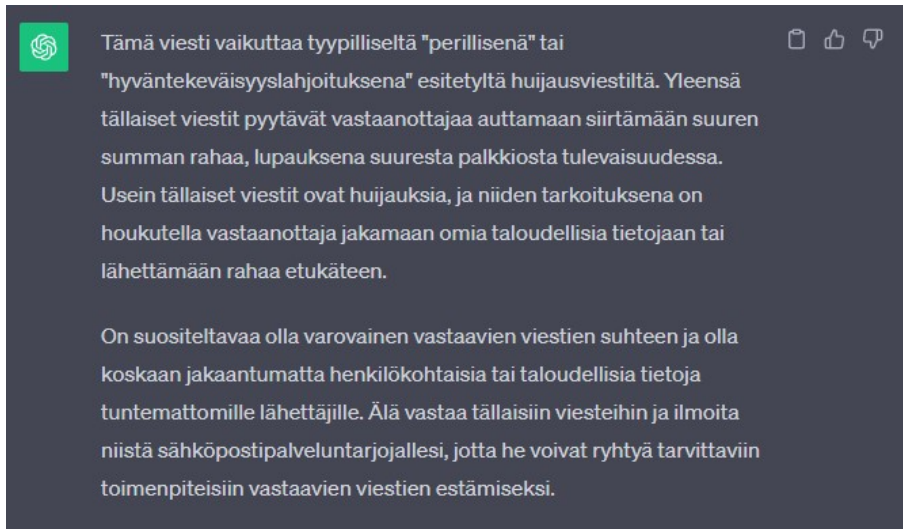 Tämä viesti vaikuttaa tyypilliseltä "perillisenä" tai
"hyväntekeväisyyslahjoituksena" esitetyltä huijausviestiltä. Yleensä
tällaiset viestit pyytävät vastaanottajaa auttamaan siirtämään suuren
summan rahaa, lupauksena suuresta palkkiosta tulevaisuudessa.
Usein tällaiset viestit ovat huijauksia, ja niiden tarkoituksena on
houkutella vastaanottaja jakamaan omia taloudellisia tietojaan tai
lähettämään rahaa etukäteen.
On suositeltavaa olla varovainen vastaavien viestien suhteen ja olla
koskaan jakaantumatta henkilökohtaisia tai taloudellisia tietoja
tuntemattomille lähettäjille. Älä vastaa tällaisiin viesteihin ja ilmoita
niistä sähköpostipalveluntarjojallesi, jotta he voivat ryhtyä tarvittaviin
toimenpiteisiin vastaavien viestien estämiseksi.